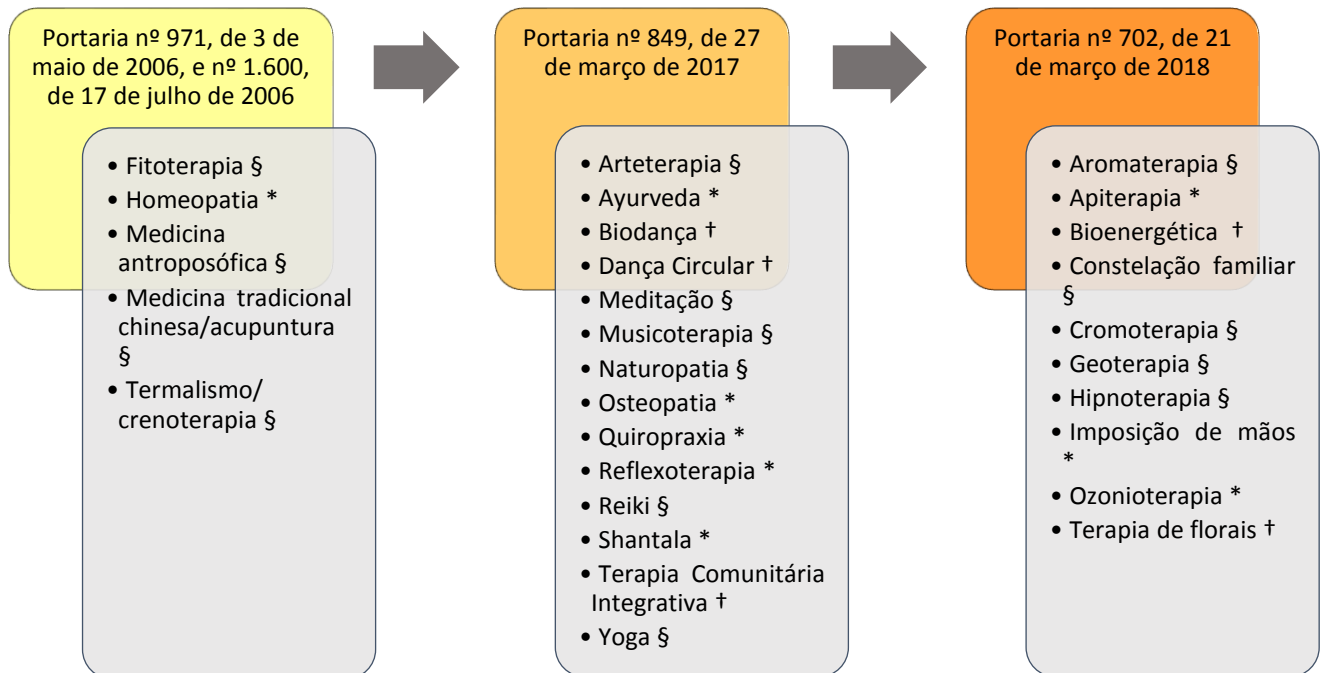 Portaria nº 971, de 3 de
maio de 2006, e nº 1.600,
de 17 de julho de 2006
• Fitoterapia §
• Homeopatia *
• Medicina
antroposófica §
• Medicina tradicional
chinesa/acupuntura
§
• Termalismo/
crenoterapia §
Portaria nº 849, de 27
de março de 2017
• Arteterapia §
• Ayurveda *
• Biodança †
• Dança Circular †
• Meditação §
• Musicoterapia §
• Naturopatia §
• Osteopatia *
• Quiropraxia *
• Reflexoterapia *
• Reiki §
• Shantala *
• Terapia Comunitária
Integrativa †
• Yoga §
Portaria nº 702, de 21
de março de 2018
• Aromaterapia §
• Apiterapia *
• Bioenergética †
• Constelação familiar
§
• Cromoterapia §
• Geoterapia §
• Hipnoterapia §
• Imposição de mãos
*
• Ozonioterapia *
• Terapia de florais †